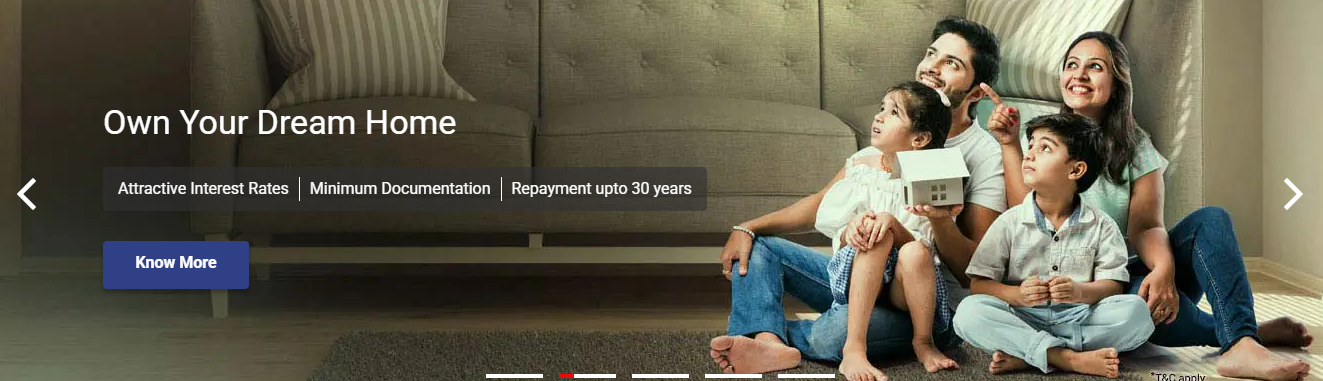 Own Your Dream Home
Attractive Interest Rates | Minimum Documentation | Repayment upto 30 years
Know More
*T&C apply